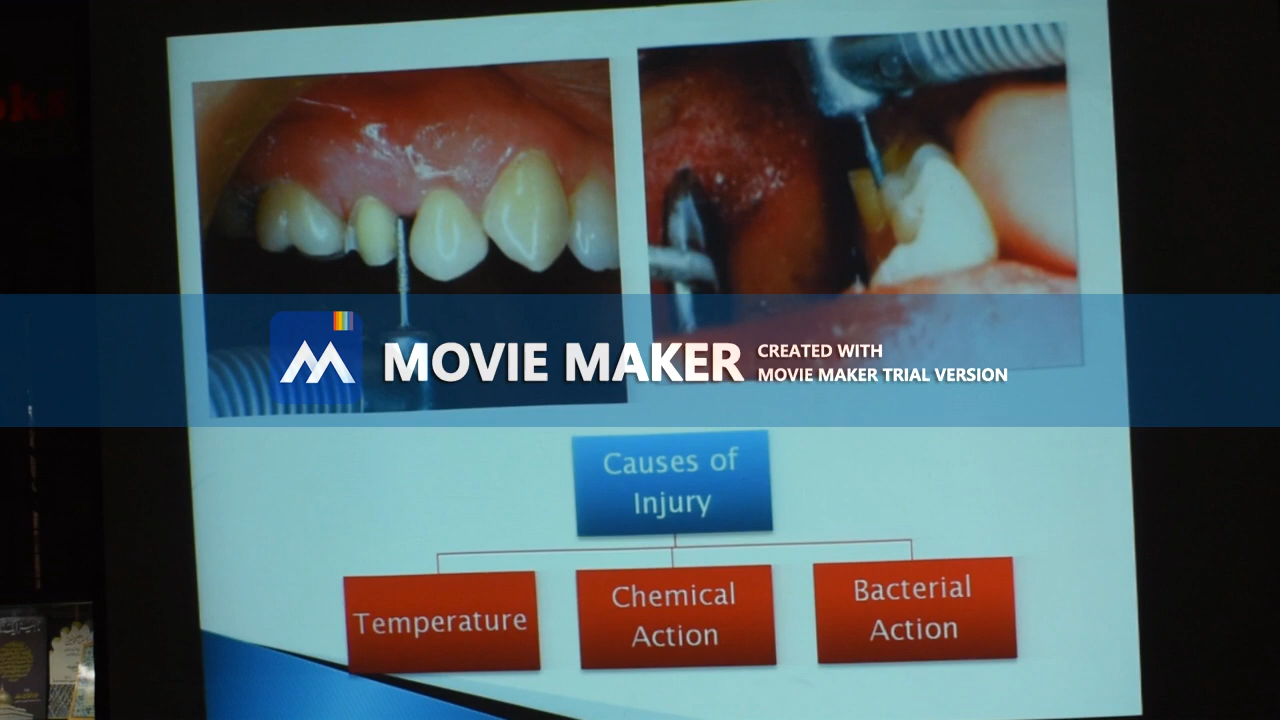 MOVIE MAKER
CREATED WITH
MOVIE MAKER TRIAL VERSION
Causes of
Injury
Temperature
Chemical
Action
Bacterial
Action